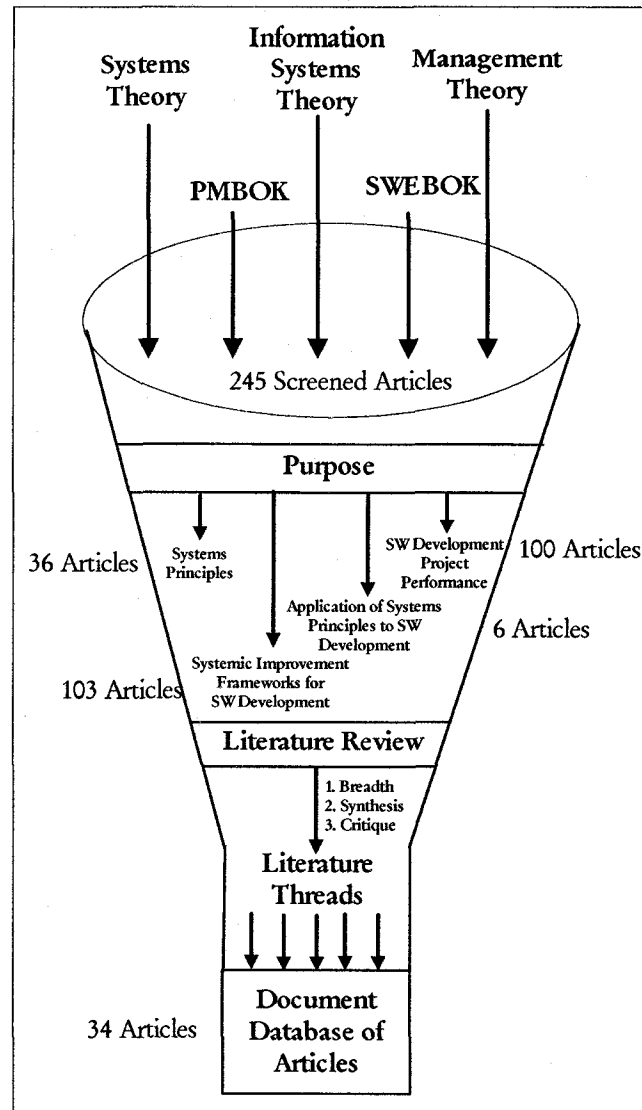 Systems
Theory
Information
Systems
Theory
Management
Theory
PMBOK
SWEBOK
245 Screened Articles
Purpose
36 Articles
Systems
Principles
SW Development
Project
Performance
100 Articles
Application of Systems
Principles to SW
Development
6 Articles
Systemic Improvement
Frameworks for
SW Development
103 Articles
Literature Review
1. Breadth
2. Synthesis
3. Critique
Literature
Threads
34 Articles
Document
Database of
Articles